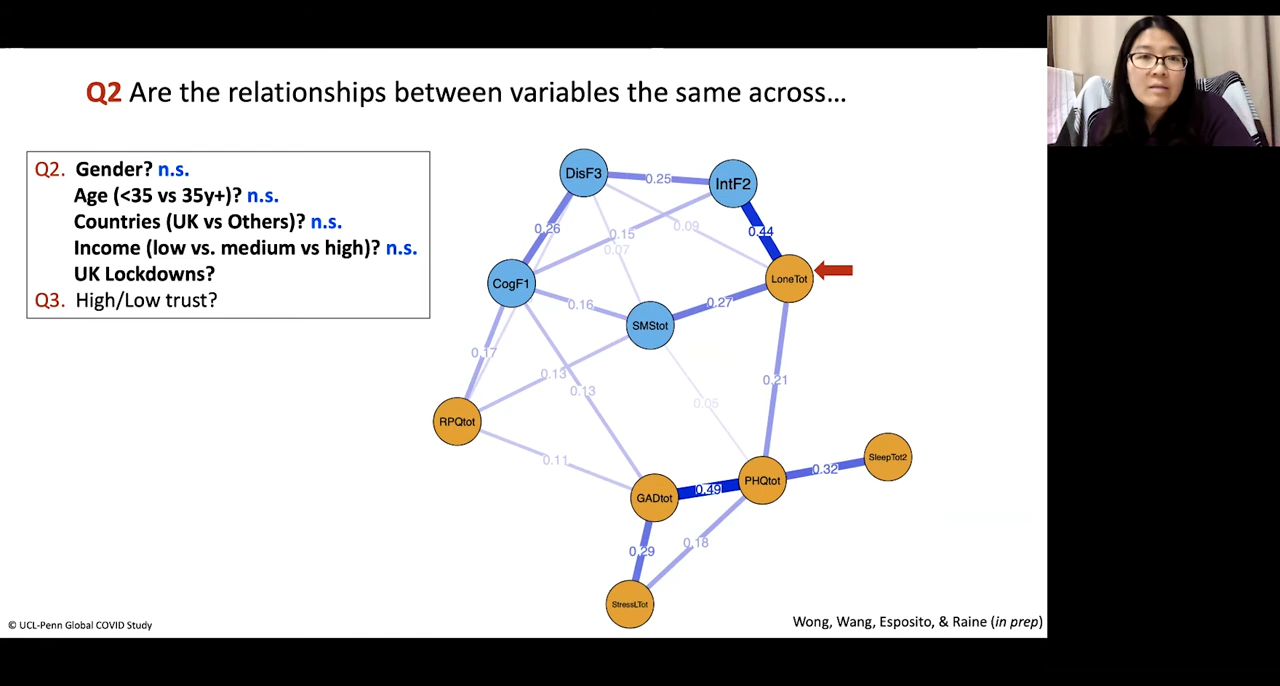 Q2 Are the relationships between variables the same across...
Q2. Gender? n.s.
Age (<35 vs 35y+)? n.s.
Countries (UK vs Others)? n.s.
Income (low vs. medium vs high)? n.s.
UK Lockdowns?
Q3. High/Low trust?
DisF3
0.25
IntF2
0.26
0.15
0.09
0.44
0.07
CogF1
LoneTot
0.16
0.27
SMStot
0.17
0.13
0.13
0.21
0.05
RPQtot
0.11
SleepTot2
0.32
PHQtot
0.49
GADtot
0.29
0.18
StressLTot
© UCL-Penn Global COVID Study
Wong, Wang, Esposito, & Raine (in prep)